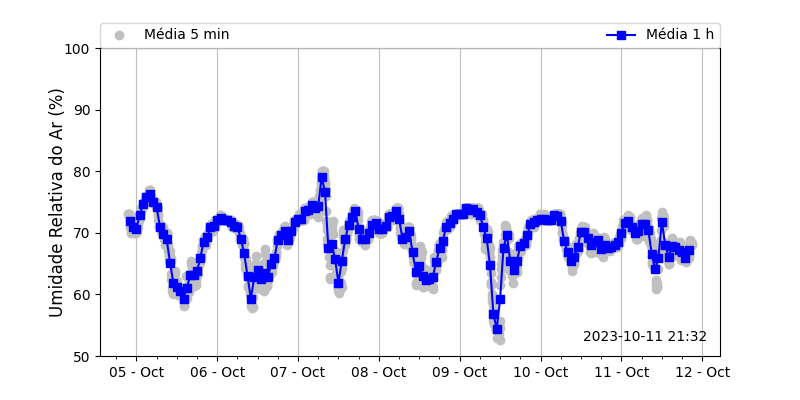 Média 5 min
Média 1 h
Umidade Relativa do Ar (%)
100
90
80
70
60
50
2023-10-11 21:32
05 - Oct
06 - Oct
07 - Oct
08 - Oct
09 - Oct
10 - Oct
11 - Oct
12 - Oct